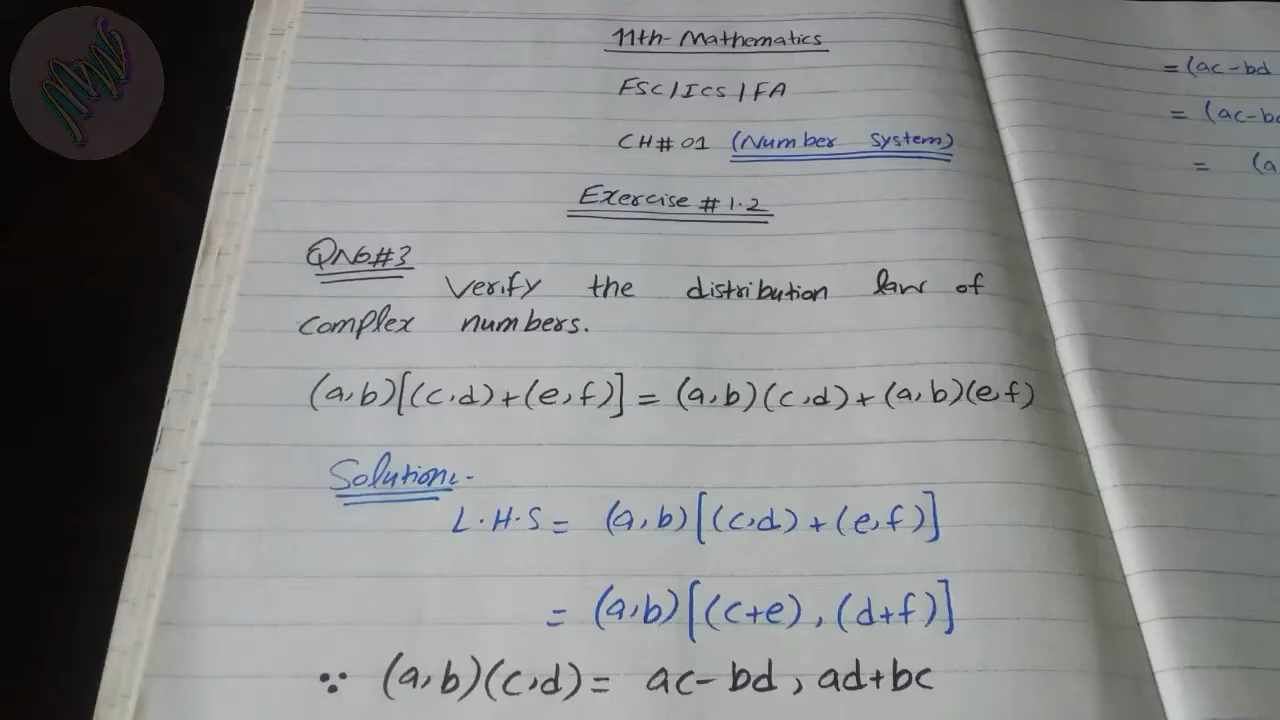 11th Mathematics
FSC/ICS/FA
CH# 01 (Number System)
Exercise # 1.2
QNo.#3
Verify the distribution law of
complex numbers.
(a,b)[(c,d)+(e,f)] = (a,b)(c,d)+(a,b)(e,f)
Solution:-
L.H.S = (a,b)[(c,d)+(e,f)]
= (a,b)[(c+e),(d+f)]
∵ (a,b)(c,d) = ac-bd, ad+bc
=(ac-bd
= (ac-bd
= (a